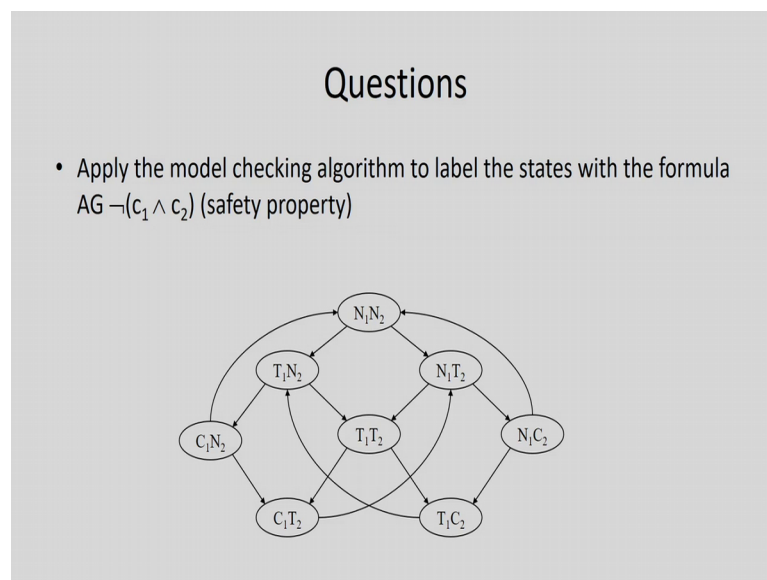 Questions
• Apply the model checking algorithm to label the states with the formula
AG ¬(c₁ ∧ c₂) (safety property)
N₁N₂
T₁N₂ N₁T₂
C₁N₂ T₁T₂ N₁C₂
C₁T₂ T₁C₂